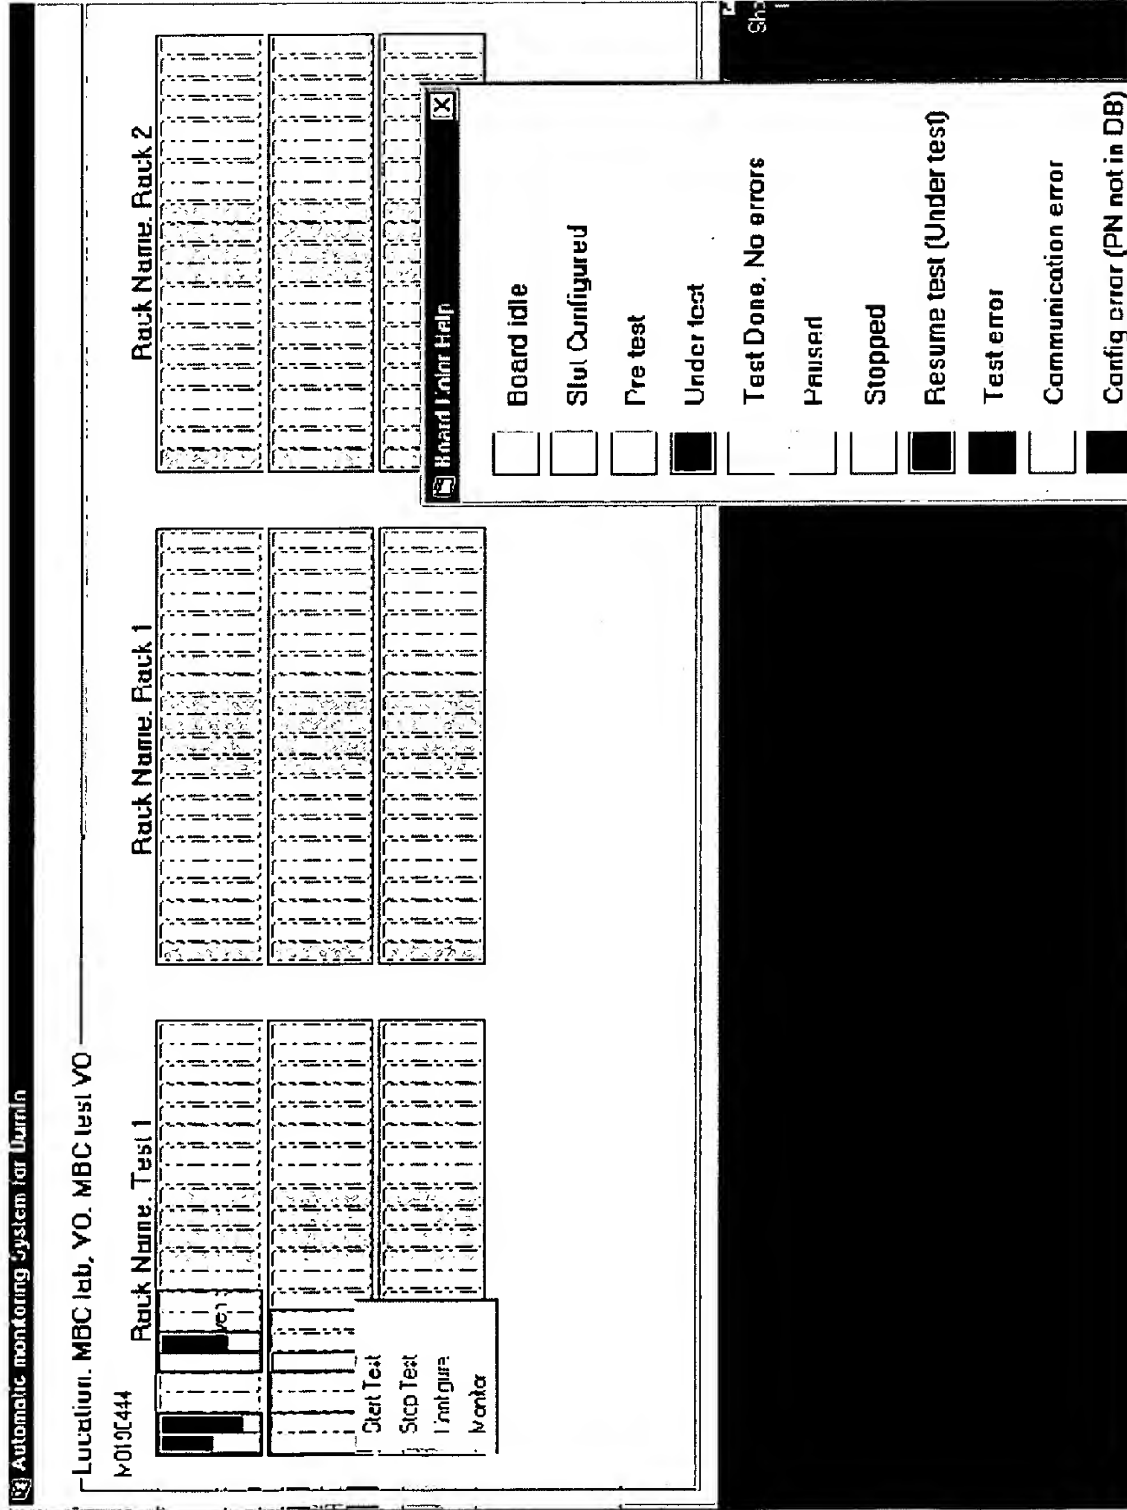 Automatic monitoring System for Burnin
Location. MBC lab, YO. MBC test YO
Rack Name. Test 1
Rack Name. Rack 1
Rack Name. Rack 2
Start Test
Stop Test
Configure
Monitor
Board Color Help
Board idle
Slot Configured
Pre test
Under test
Test Done, No errors
Paused
Stopped
Resume test (Under test)
Test error
Communication error
Config error (PN not in DB)